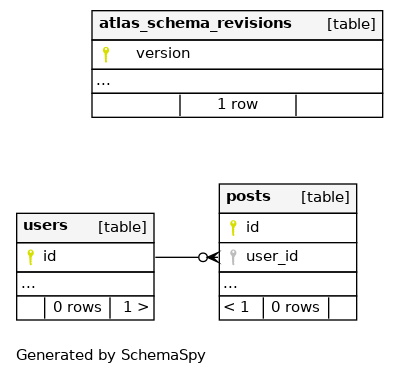 atlas_schema_revisions [table]
version
...
1 row
posts [table]
id
user_id
...
< 1 0 rows
users [table]
id
...
0 rows 1 >
Generated by SchemaSpy